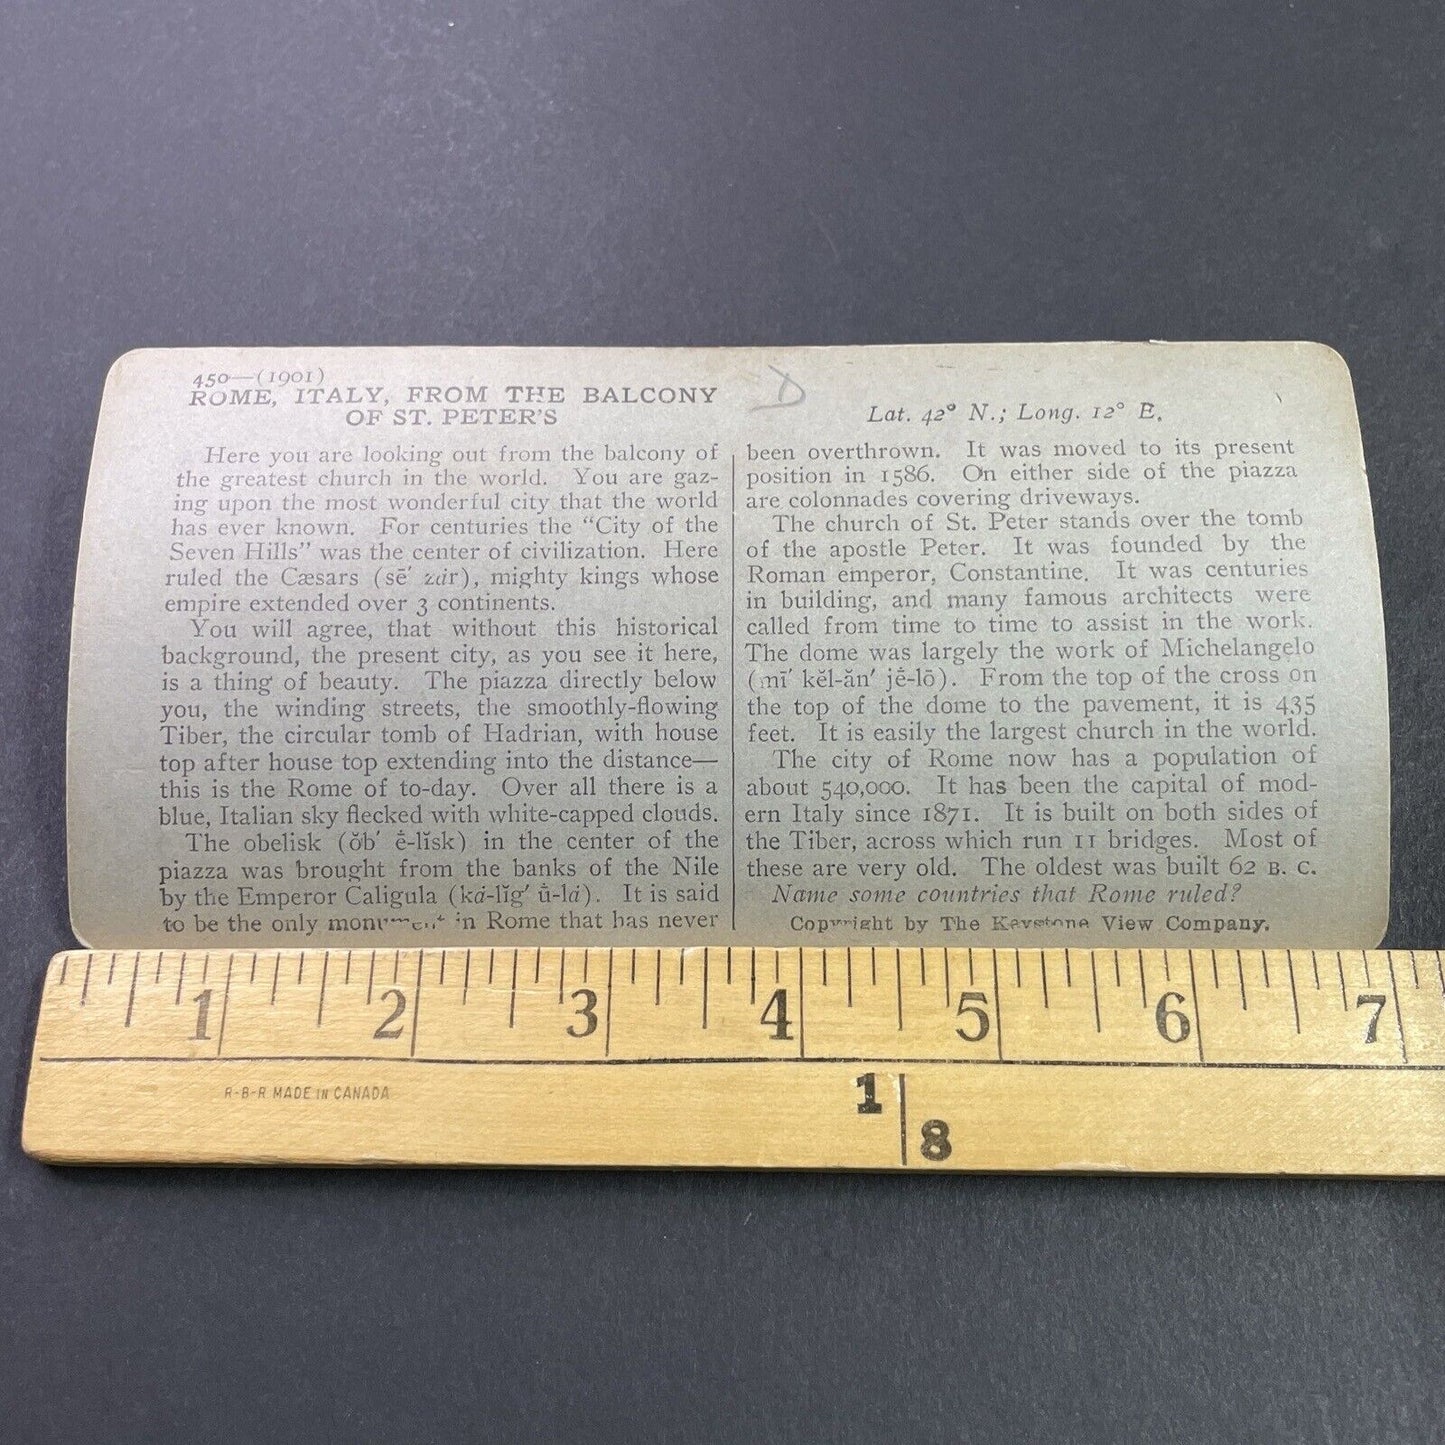 450—(1901)
ROME, ITALY, FROM THE BALCONY
OF ST. PETER'S
Here you are looking out from the balcony of
the greatest church in the world. You are gaz-
ing upon the most wonderful city that the world
has ever known. For centuries the "City of the
Seven Hills" was the center of civilization. Here
ruled the Cæsars (sē′ zȧr), mighty kings whose
empire extended over 3 continents.
You will agree, that without this historical
background, the present city, as you see it here,
is a thing of beauty. The piazza directly below
you, the winding streets, the smoothly-flowing
Tiber, the circular tomb of Hadrian, with house
top after house top extending into the distance—
this is the Rome of to-day. Over all there is a
blue, Italian sky flecked with white-capped clouds.
The obelisk (ŏb′ ḗ-lĭsk) in the center of the
piazza was brought from the banks of the Nile
by the Emperor Caligula (kȧ-lĭg′ ū-lȧ). It is said
to be the only monument in Rome that has never
D
Lat. 42° N.; Long. 12° E.
been overthrown. It was moved to its present
position in 1586. On either side of the piazza
are colonnades covering driveways.
The church of St. Peter stands over the tomb
of the apostle Peter. It was founded by the
Roman emperor, Constantine. It was centuries
in building, and many famous architects were
called from time to time to assist in the work.
The dome was largely the work of Michelangelo
(mī′ kĕl-ăn′ jḗ-lō). From the top of the cross on
the top of the dome to the pavement, it is 435
feet. It is easily the largest church in the world.
The city of Rome now has a population of
about 540,000. It has been the capital of mod-
ern Italy since 1871. It is built on both sides of
the Tiber, across which run 11 bridges. Most of
these are very old. The oldest was built 62 B. C.
Name some countries that Rome ruled?
Copyright by The Keystone View Company.
1 2 3 4 5 6 7
R-B-R MADE IN CANADA
1
8